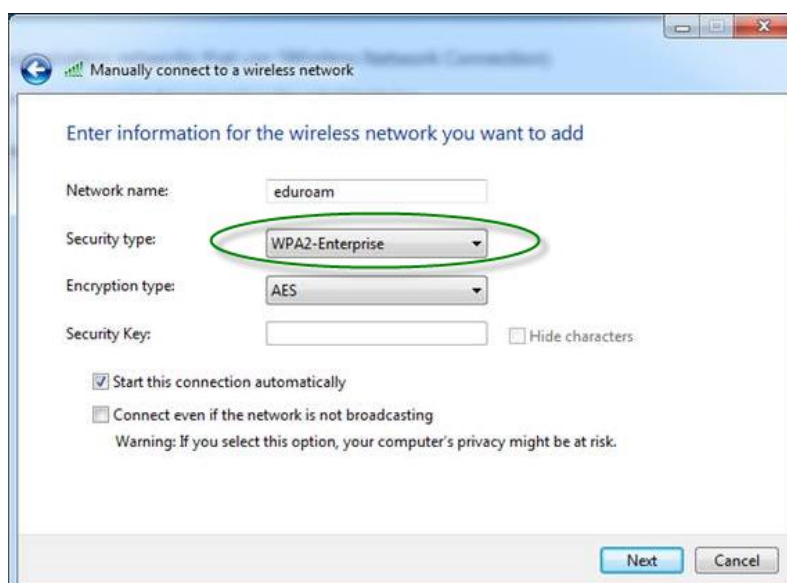 Manually connect to a wireless network
Enter information for the wireless network you want to add
Network name: eduroam
Security type: WPA2-Enterprise
Encryption type: AES
Security Key:
Hide characters
Start this connection automatically
Connect even if the network is not broadcasting
Warning: If you select this option, your computer's privacy might be at risk.
Next Cancel